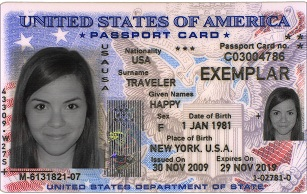 UNITED STATES OF AMERICA
PASSPORT CARD
Nationality
USA
Passport Card no.
C03004786
Surname
TRAVELER
EXEMPLAR
Given Names
HAPPY
Sex
F
Date of Birth
1 JAN 1981
Place of Birth
NEW YORK. U.S.A.
Issued On
30 NOV 2009
Expires On
29 NOV 2019
M-6131821-07
1-02781-0
UNITED STATES DEPARTMENT OF STATE
USA